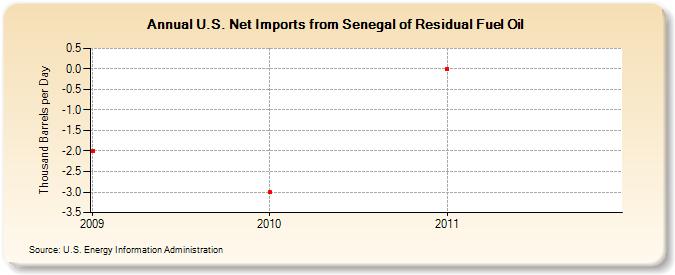 Annual U.S. Net Imports from Senegal of Residual Fuel Oil
Thousand Barrels per Day
0.5
0.0
-0.5
-1.0
-1.5
-2.0
-2.5
-3.0
-3.5
2009 2010 2011
Source: U.S. Energy Information Administration